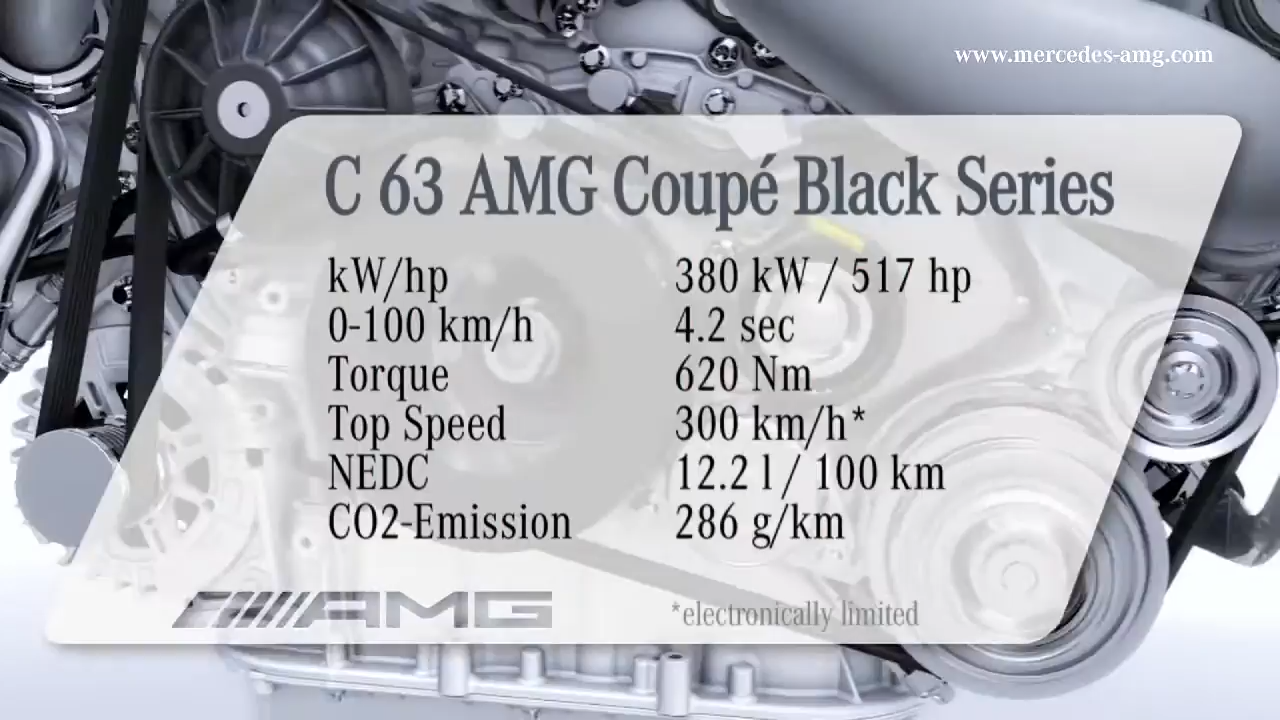 www.mercedes-amg.com
C 63 AMG Coupé Black Series
kW/hp 380 kW / 517 hp
0-100 km/h 4.2 sec
Torque 620 Nm
Top Speed 300 km/h*
NEDC 12.2 l / 100 km
CO2-Emission 286 g/km
AMG *electronically limited